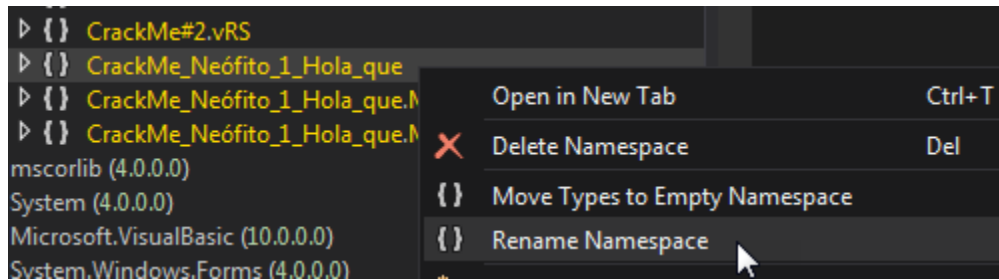 { } CrackMe#2.vRS
{ } CrackMe_Neófito_1_Hola_que
{ } CrackMe_Neófito_1_Hola_que.M
{ } CrackMe_Neófito_1_Hola_que.M
mscorlib (4.0.0.0)
System (4.0.0.0)
Microsoft.VisualBasic (10.0.0.0)
System.Windows.Forms (4.0.0.0)
Open in New Tab Ctrl+T
Delete Namespace Del
{ } Move Types to Empty Namespace
{ } Rename Namespace